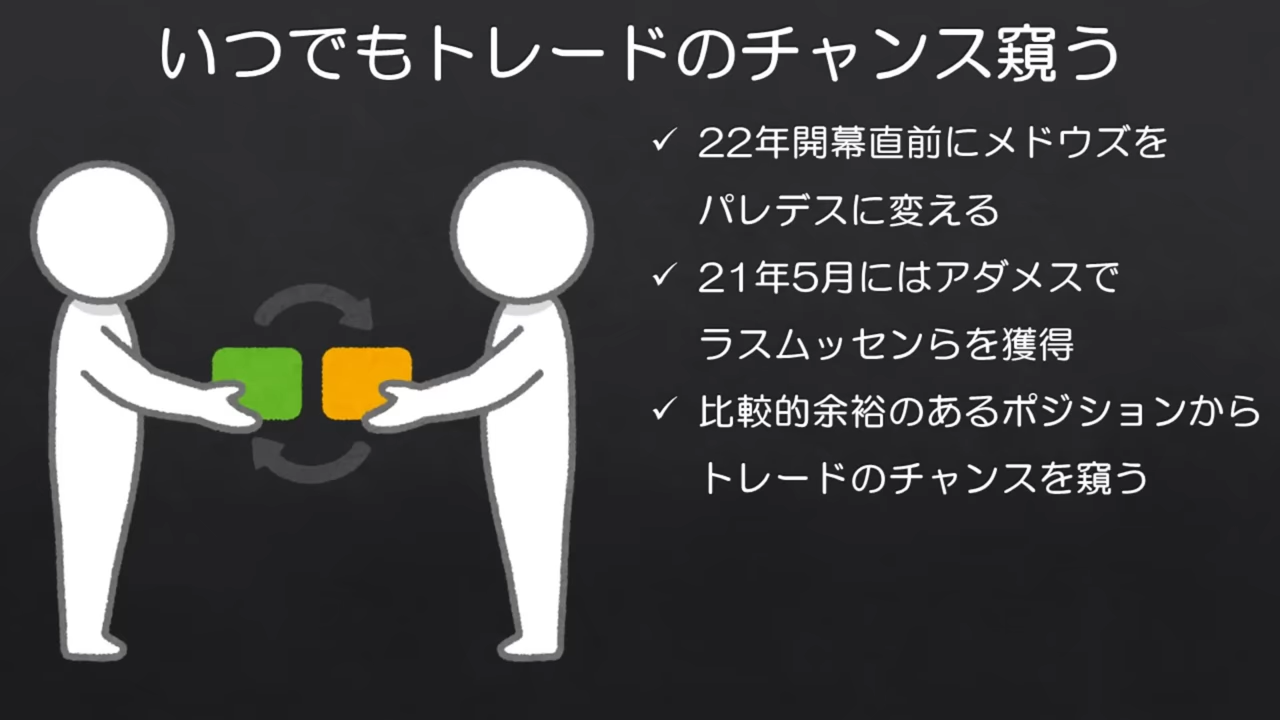 いつでもトレードのチャンス窺う
✓ 22年開幕直前にメドウズを
パレデスに変える
✓ 21年5月にはアダメスで
ラスムッセンらを獲得
✓ 比較的余裕のあるポジションから
トレードのチャンスを窺う